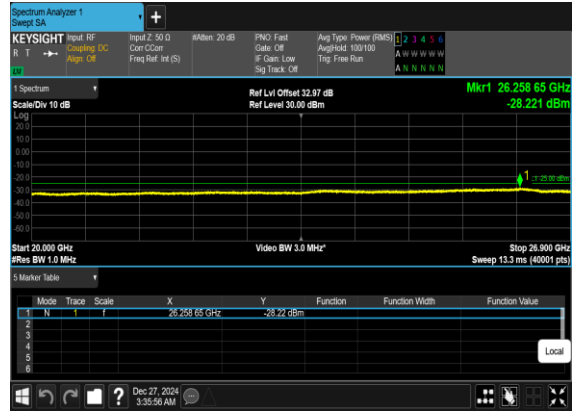 Spectrum Analyzer 1
Swept SA
+
KEYSIGHT
R T
Input: RF
Coupling: DC
Align: Off
Input Z: 50 Ω
Corr CCorr
Freq Ref: Int (S)
#Atten: 20 dB
PNO: Fast
Gate: Off
IF Gain: Low
Sig Track: Off
Avg Type: Power (RMS)
Avg|Hold: 100/100
Trig: Free Run
1 2 3 4 5 6
A W W W W W
A N N N N N
1 Spectrum
Scale/Div 10 dB
Log
Ref Lvl Offset 32.97 dB
Ref Level 30.00 dBm
Mkr1 26.258 65 GHz
-28.221 dBm
20.0
10.0
0.00
-10.0
-20.0
-30.0
-40.0
-50.0
-60.0
1
Start 20.000 GHz
#Res BW 1.0 MHz
Video BW 3.0 MHz*
Stop 26.900 GHz
Sweep 13.3 ms (40001 pts)
5 Marker Table
Mode Trace Scale X Y Function Function Width Function Value
1 N 1 f 26.258 65 GHz -28.22 dBm
2
3
4
5
6
Local
?
Dec 27, 2024
3:35:56 AM